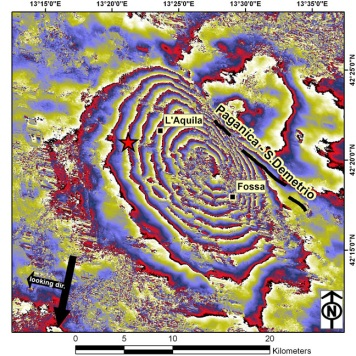 13°15'0"E 13°20'0"E 13°25'0"E 13°30'0"E 13°35'0"E
42°25'0"N
L'Aquila
Paganica - S.Demetrio
42°20'0"N
Fossa
42°15'0"N
looking dir.
N
0 5 10 20
Kilometers